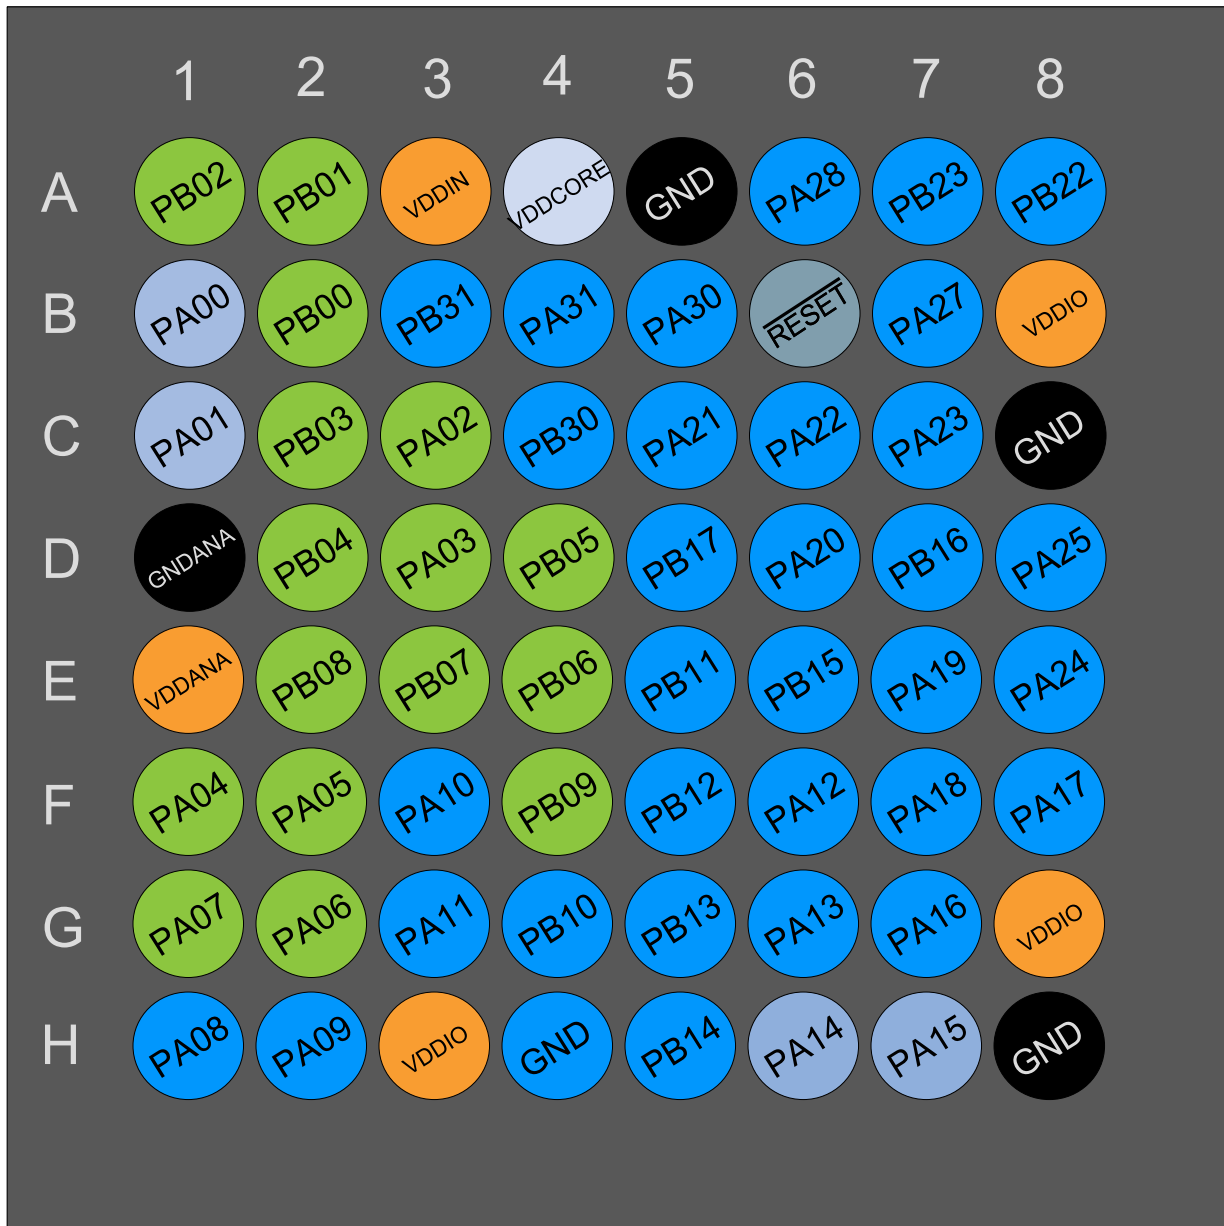 1 2 3 4 5 6 7 8
A PB02 PB01 VDDIN VDDCORE GND PA28 PB23 PB22
B PA00 PB00 PB31 PA31 PA30 RESET PA27 VDDIO
C PA01 PB03 PA02 PB30 PA21 PA22 PA23 GND
D GNDANA PB04 PA03 PB05 PB17 PA20 PB16 PA25
E VDDANA PB08 PB07 PB06 PB11 PB15 PA19 PA24
F PA04 PA05 PA10 PB09 PB12 PA12 PA18 PA17
G PA07 PA06 PA11 PB10 PB13 PA13 PA16 VDDIO
H PA08 PA09 VDDIO GND PB14 PA14 PA15 GND